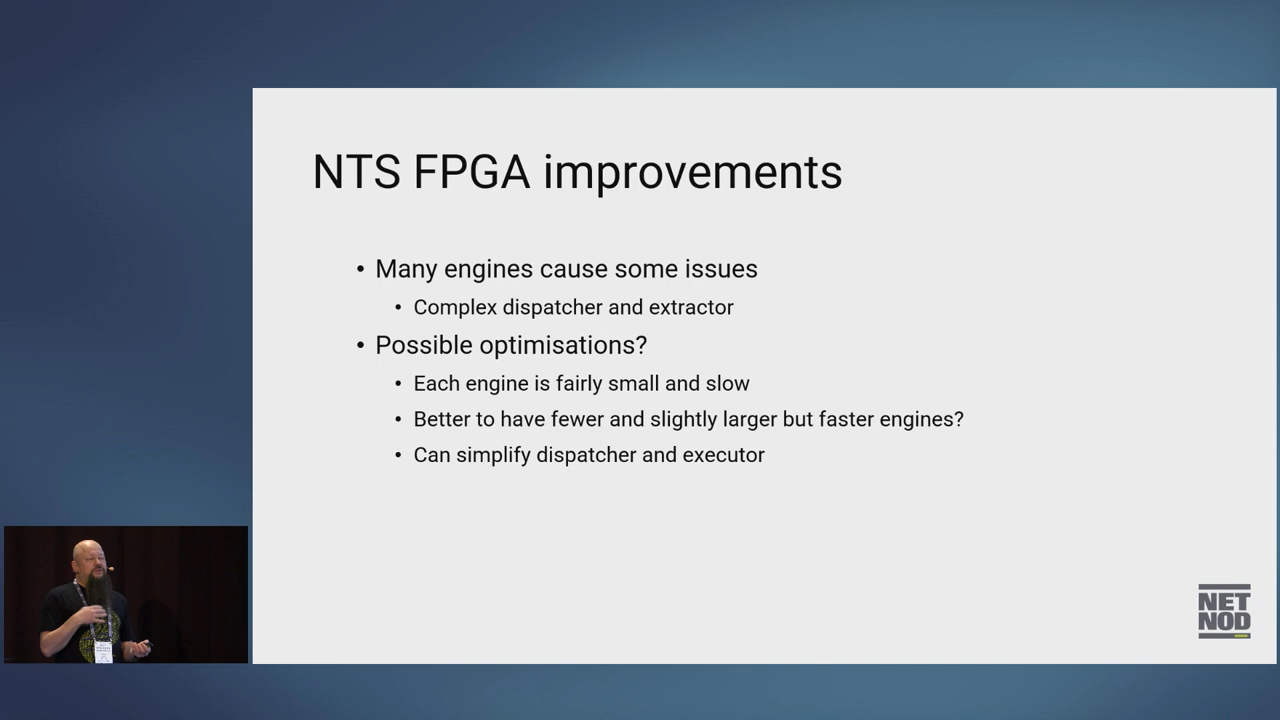 NTS FPGA improvements
• Many engines cause some issues
• Complex dispatcher and extractor
• Possible optimisations?
• Each engine is fairly small and slow
• Better to have fewer and slightly larger but faster engines?
• Can simplify dispatcher and executor
NET
NOD